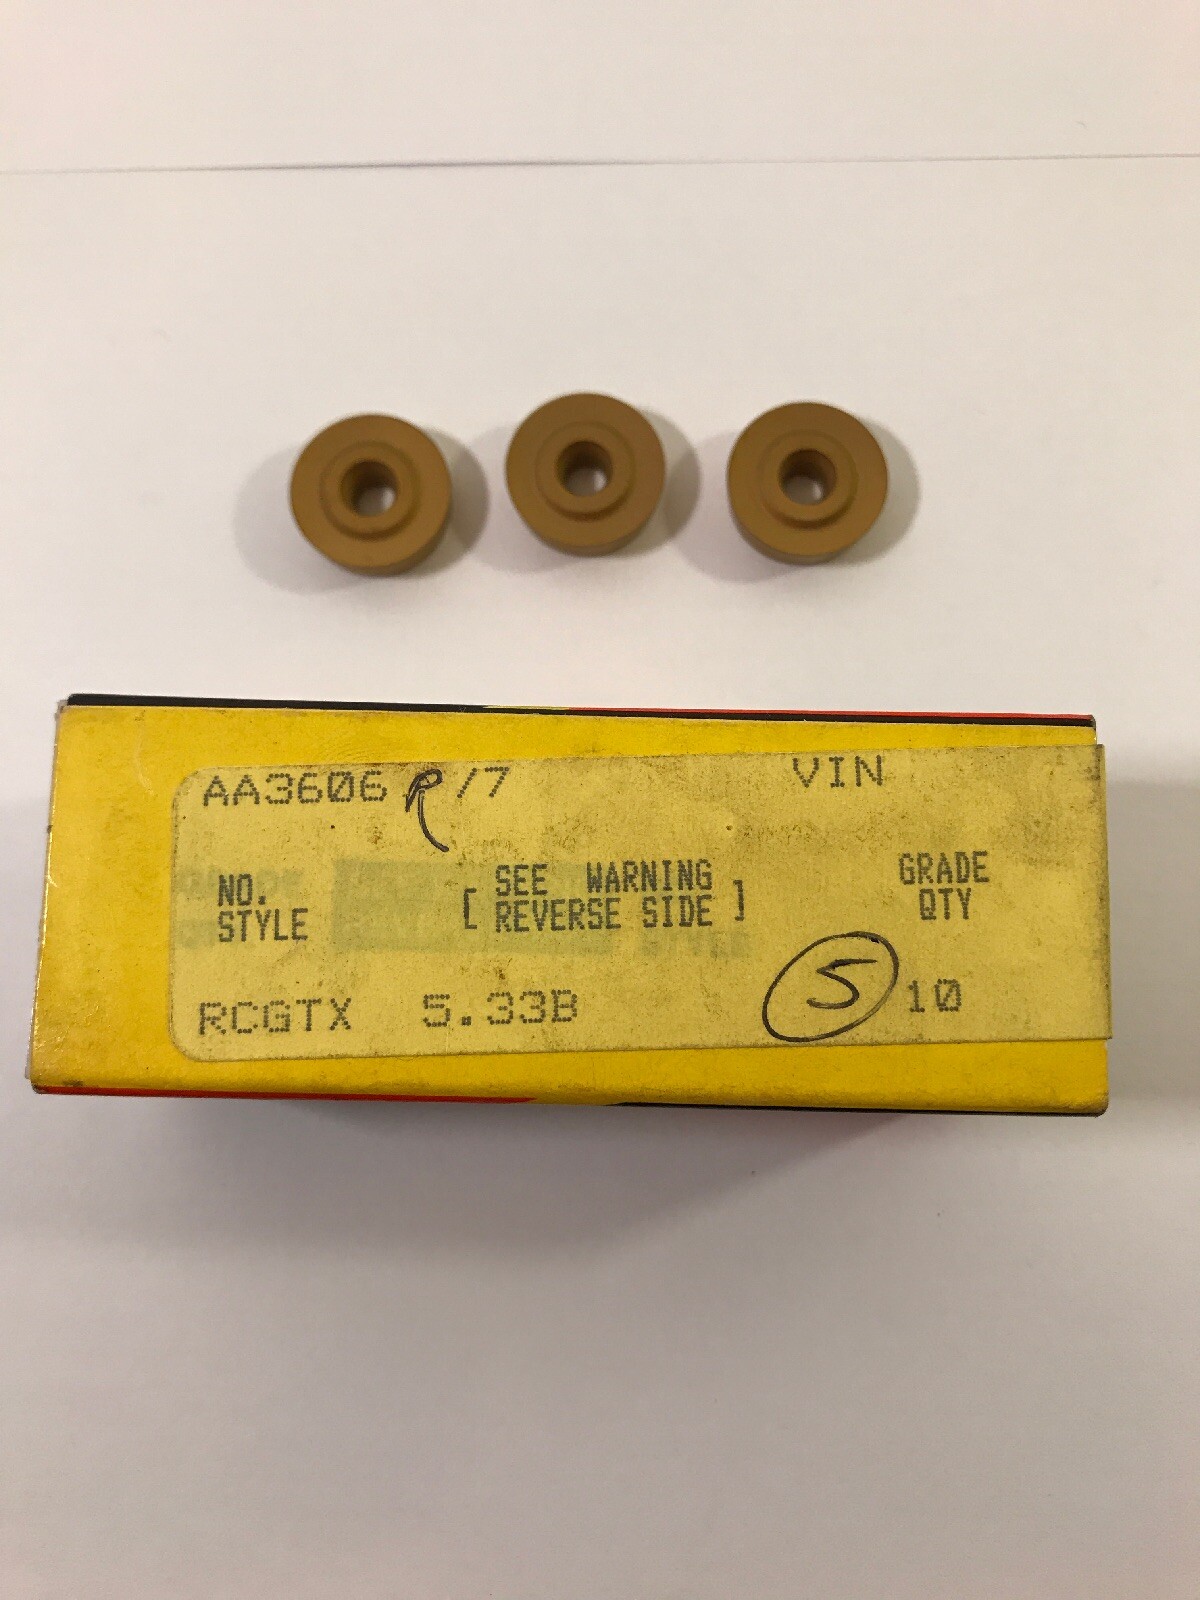 AA3606 R /7 VIN
NO. [ SEE WARNING ] GRADE
STYLE REVERSE SIDE QTY
RCGTX 5.33B 5 10